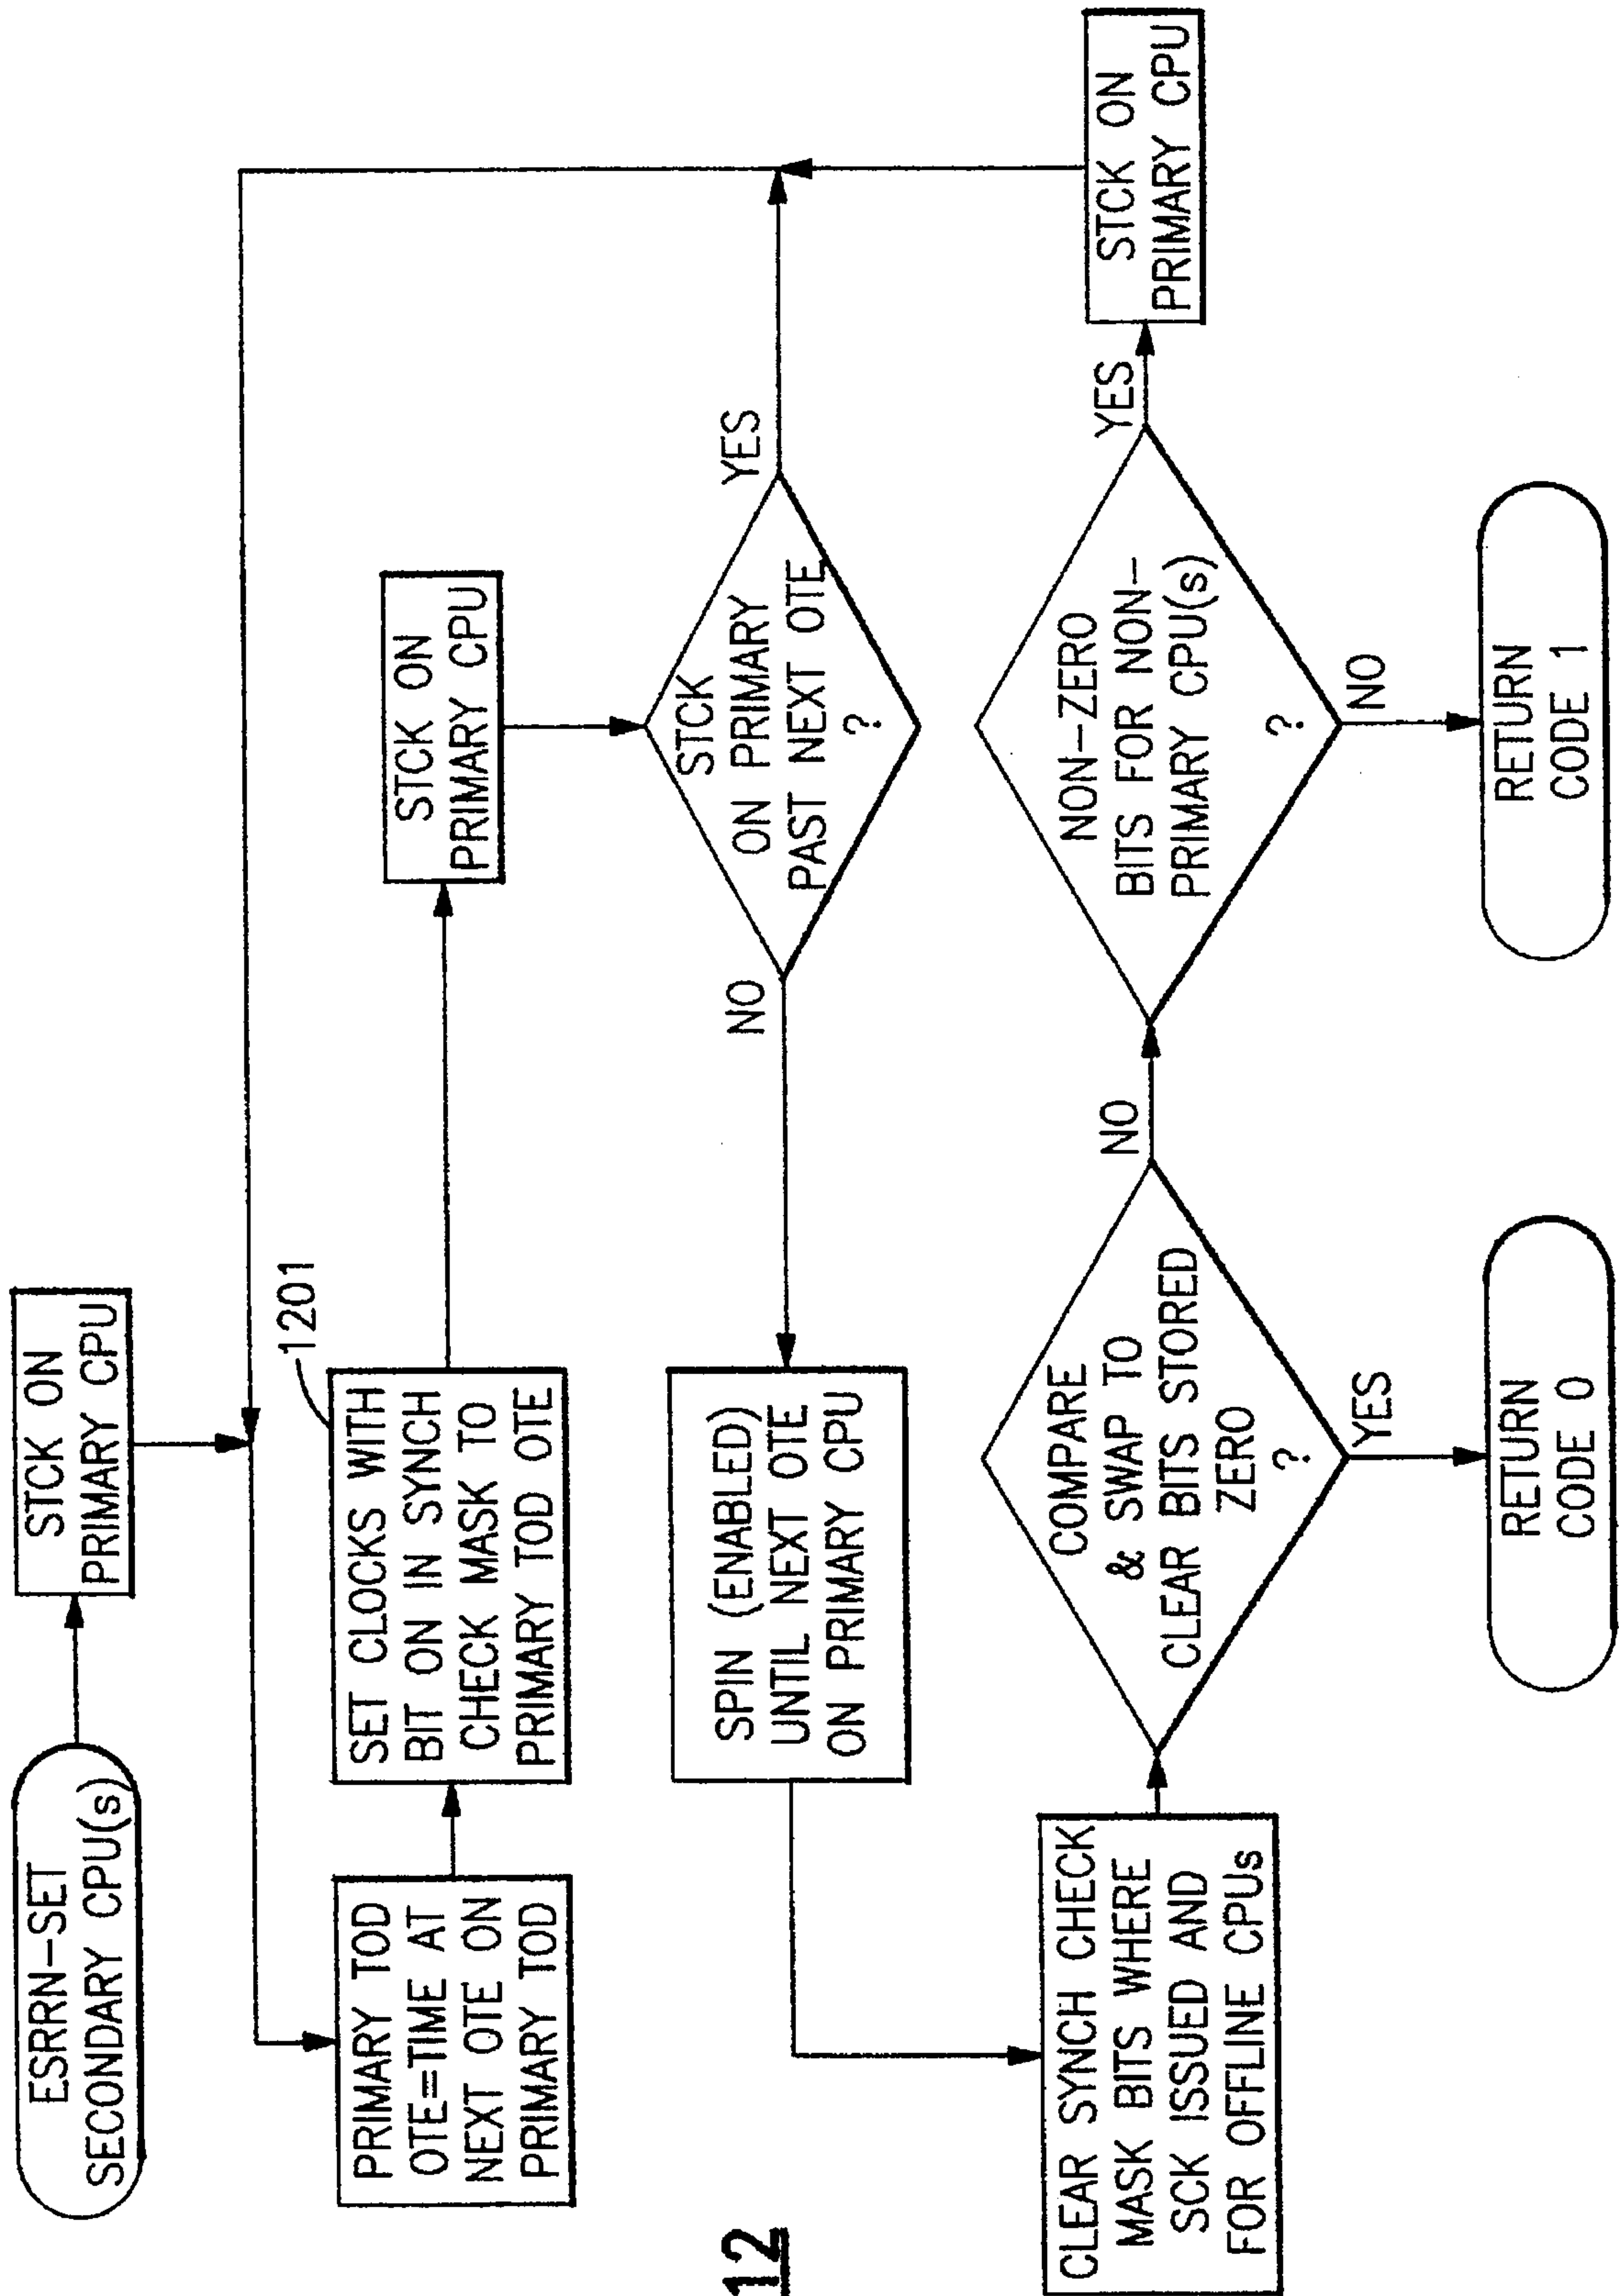 ESRRN-SET
SECONDARY CPU(s)
STCK ON
PRIMARY CPU
PRIMARY TOD
OTE=TIME AT
NEXT OTE ON
PRIMARY TOD
1201
SET CLOCKS WITH
BIT ON IN SYNCH
CHECK MASK TO
PRIMARY TOD OTE
STCK ON
PRIMARY CPU
STCK
ON PRIMARY
PAST NEXT OTE
?
YES
NO
SPIN (ENABLED)
UNTIL NEXT OTE
ON PRIMARY CPU
CLEAR SYNCH CHECK
MASK BITS WHERE
SCK ISSUED AND
FOR OFFLINE CPUs
COMPARE
& SWAP TO
CLEAR BITS STORED
ZERO
?
NO
YES
NON-ZERO
BITS FOR NON-
PRIMARY CPU(s)
?
YES
NO
STCK ON
PRIMARY CPU
RETURN
CODE 0
RETURN
CODE 1
12